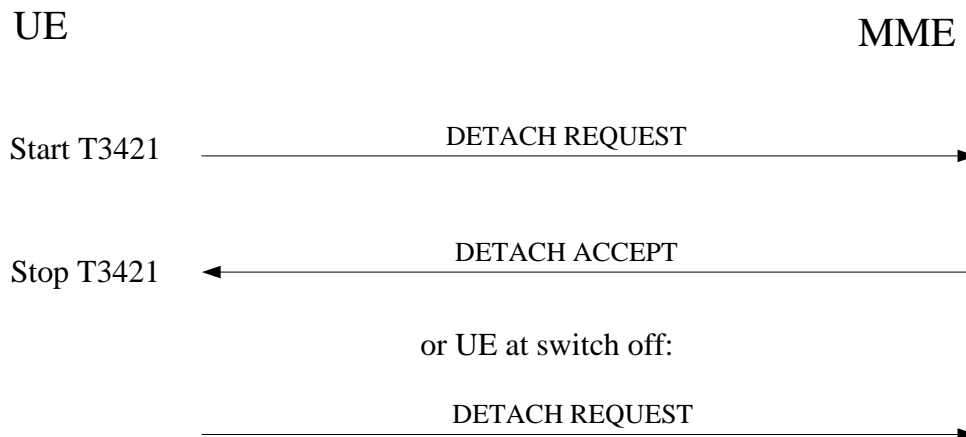 UE
MME
Start T3421
DETACH REQUEST
Stop T3421
DETACH ACCEPT
or UE at switch off:
DETACH REQUEST